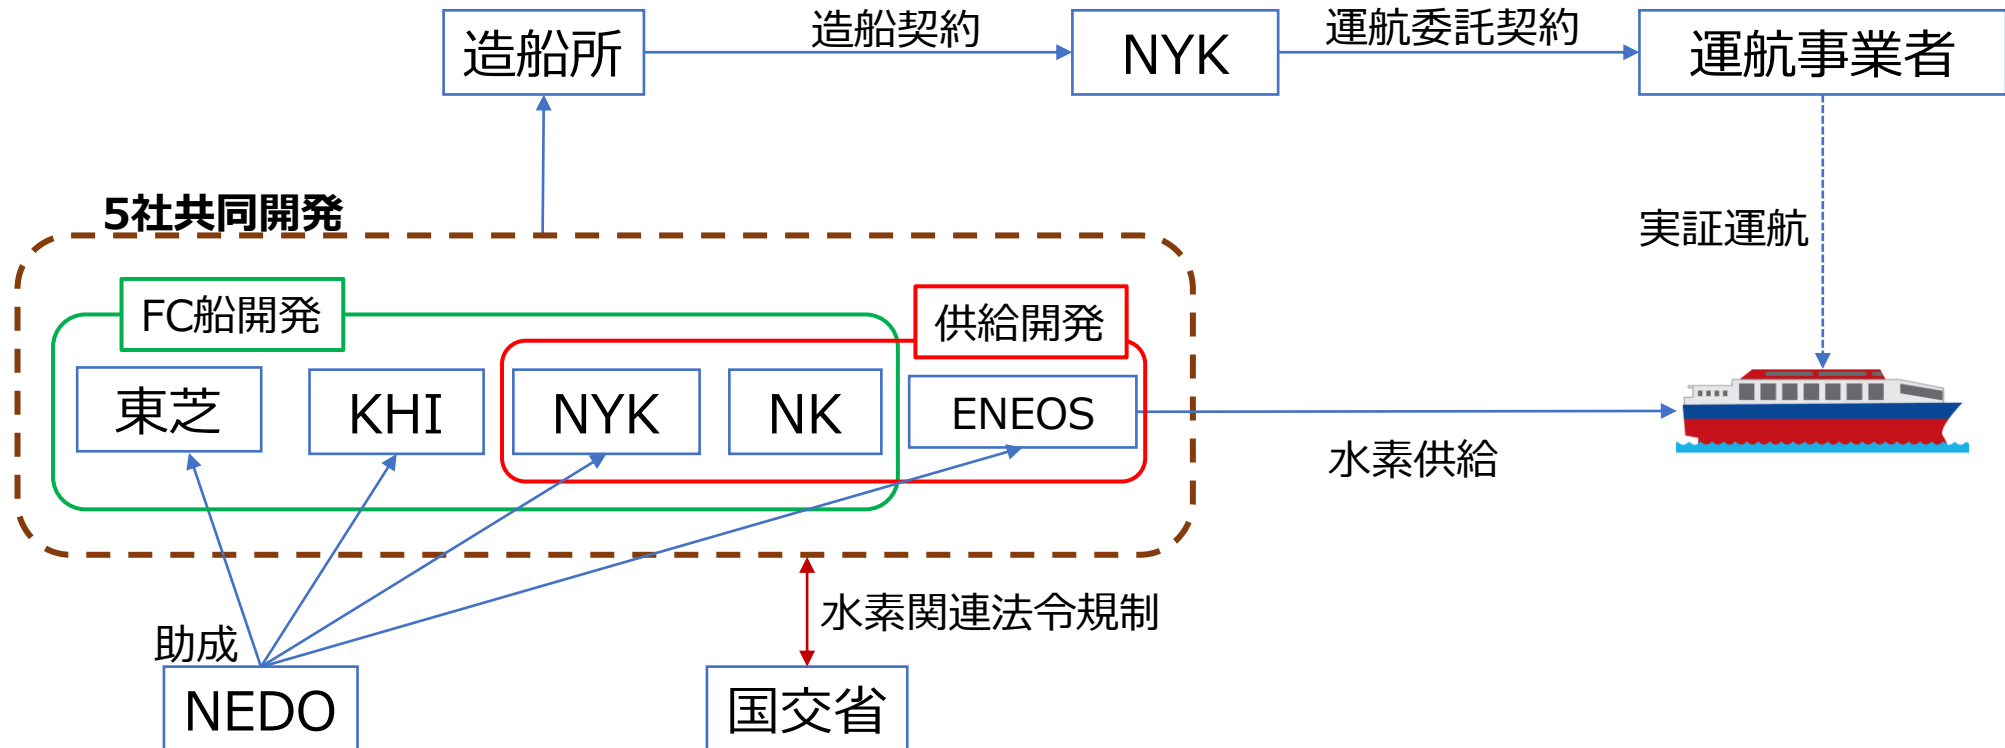 造船所
造船契約
NYK
運航委託契約
運航事業者
5社共同開発
実証運航
FC船開発
供給開発
東芝
KHI
NYK
NK
ENEOS
水素供給
助成
水素関連法令規制
NEDO
国交省